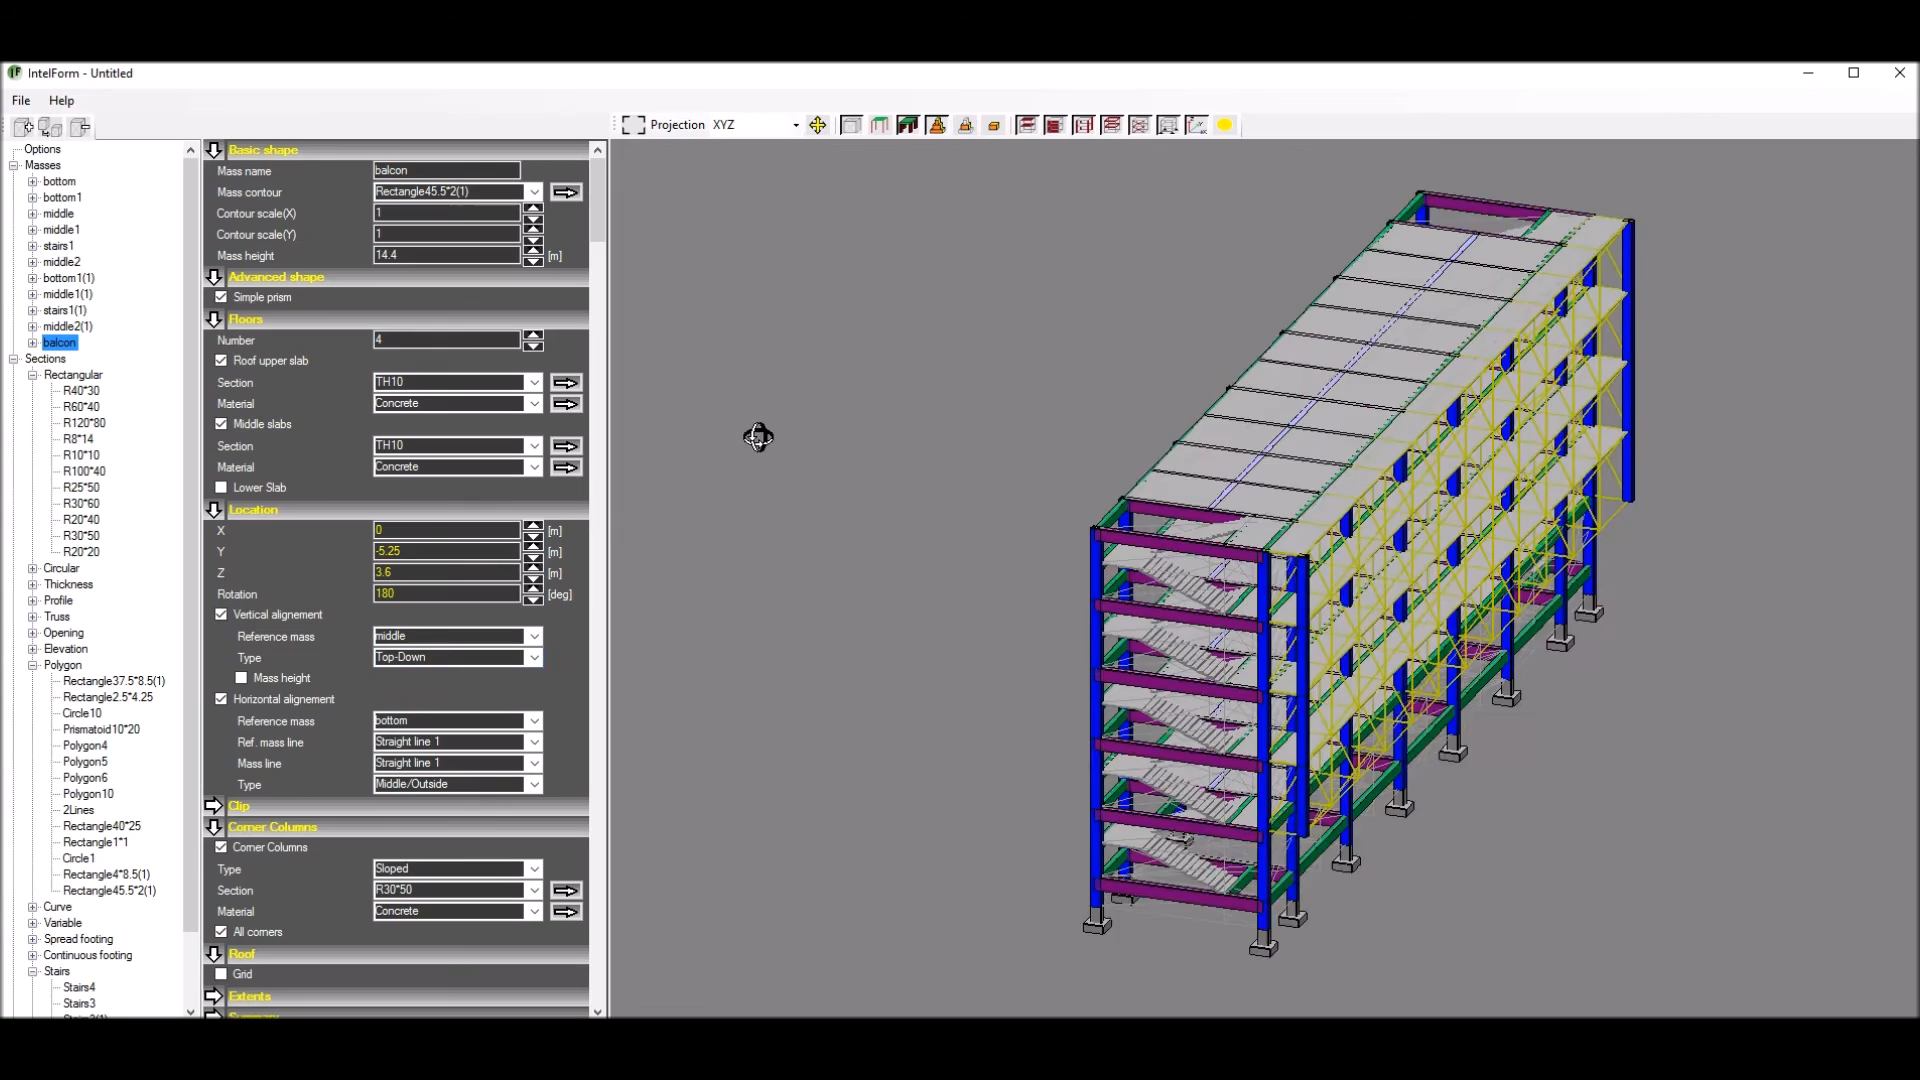 IntelForm - Untitled
File Help
Projection XYZ
Options
Masses
bottom
bottom1
middle
middle1
stairs1
middle2
bottom1(1)
middle1(1)
stairs1(1)
middle2(1)
balcon
Sections
Rectangular
R40*30
R60*40
R120*80
R8*14
R10*10
R100*40
R25*50
R30*60
R20*40
R30*50
R20*20
Circular
Thickness
Profile
Truss
Opening
Elevation
Polygon
Rectangle37.5*8.5(1)
Rectangle2.5*4.25
Circle10
Prismatoid10*20
Polygon4
Polygon5
Polygon6
Polygon10
2Lines
Rectangle40*25
Rectangle1*1
Circle1
Rectangle4*8.5(1)
Rectangle45.5*2(1)
Curve
Variable
Spread footing
Continuous footing
Stairs
Stairs4
Stairs3
Basic shape
Mass name balcon
Mass contour Rectangle45.5*2(1)
Contour scale(X) 1
Contour scale(Y) 1
Mass height 14.4 [m]
Advanced shape
Simple prism
Floors
Number 4
Roof upper slab
Section TH10
Material Concrete
Middle slabs
Section TH10
Material Concrete
Lower Slab
Location
X 0 [m]
Y -5.25 [m]
Z 3.6 [m]
Rotation 180 [deg]
Vertical alignement
Reference mass middle
Type Top-Down
Mass height
Horizontal alignement
Reference mass bottom
Ref. mass line Straight line 1
Mass line Straight line 1
Type Middle/Outside
Clip
Corner Columns
Corner Columns
Type Sloped
Section R30*50
Material Concrete
All corners
Roof
Grid
Extents